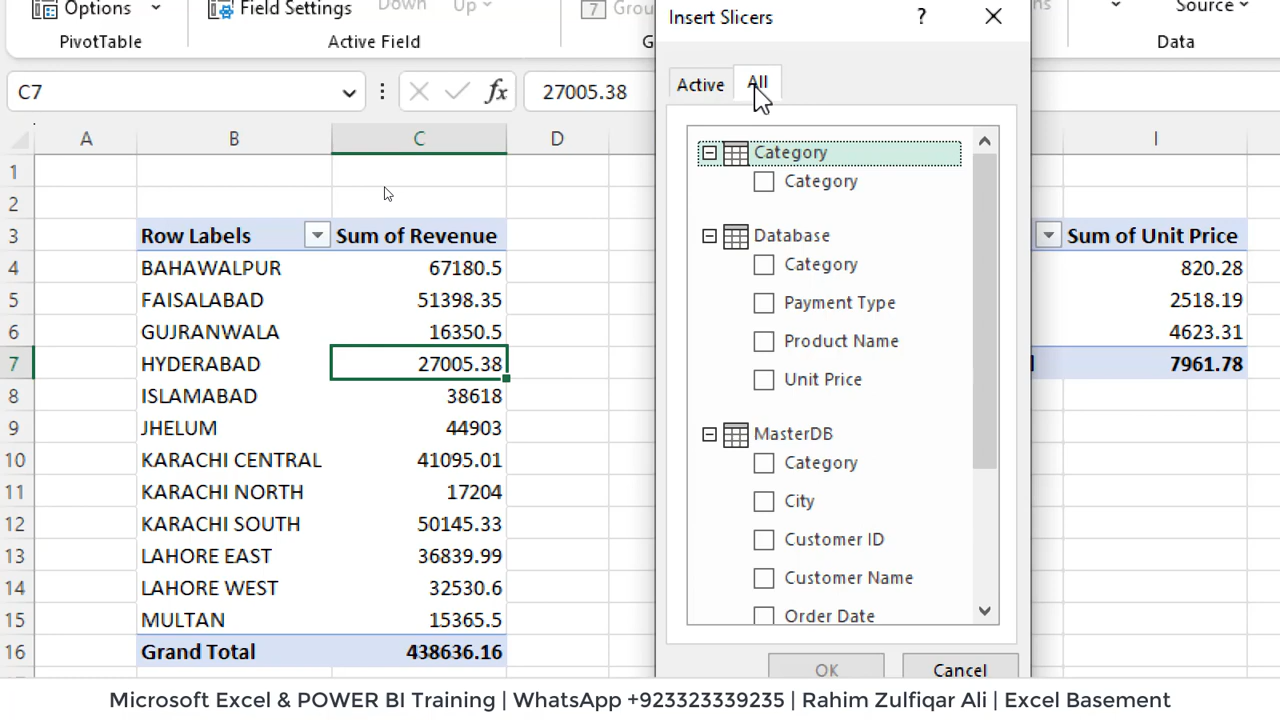 Options
Field Settings
Down
Up
PivotTable
Active Field
Insert Slicers
?
Source
Data
7
C7
fx
27005.38
Active
All
A
B
C
D
I
1
2
3 Row Labels Sum of Revenue
4 BAHAWALPUR 67180.5
5 FAISALABAD 51398.35
6 GUJRANWALA 16350.5
7 HYDERABAD 27005.38
8 ISLAMABAD 38618
9 JHELUM 44903
10 KARACHI CENTRAL 41095.01
11 KARACHI NORTH 17204
12 KARACHI SOUTH 50145.33
13 LAHORE EAST 36839.99
14 LAHORE WEST 32530.6
15 MULTAN 15365.5
16 Grand Total 438636.16
Category
Category
Database
Category
Payment Type
Product Name
Unit Price
MasterDB
Category
City
Customer ID
Customer Name
Order Date
OK
Cancel
Sum of Unit Price
820.28
2518.19
4623.31
7961.78
Microsoft Excel & POWER BI Training | WhatsApp +923323339235 | Rahim Zulfiqar Ali | Excel Basement